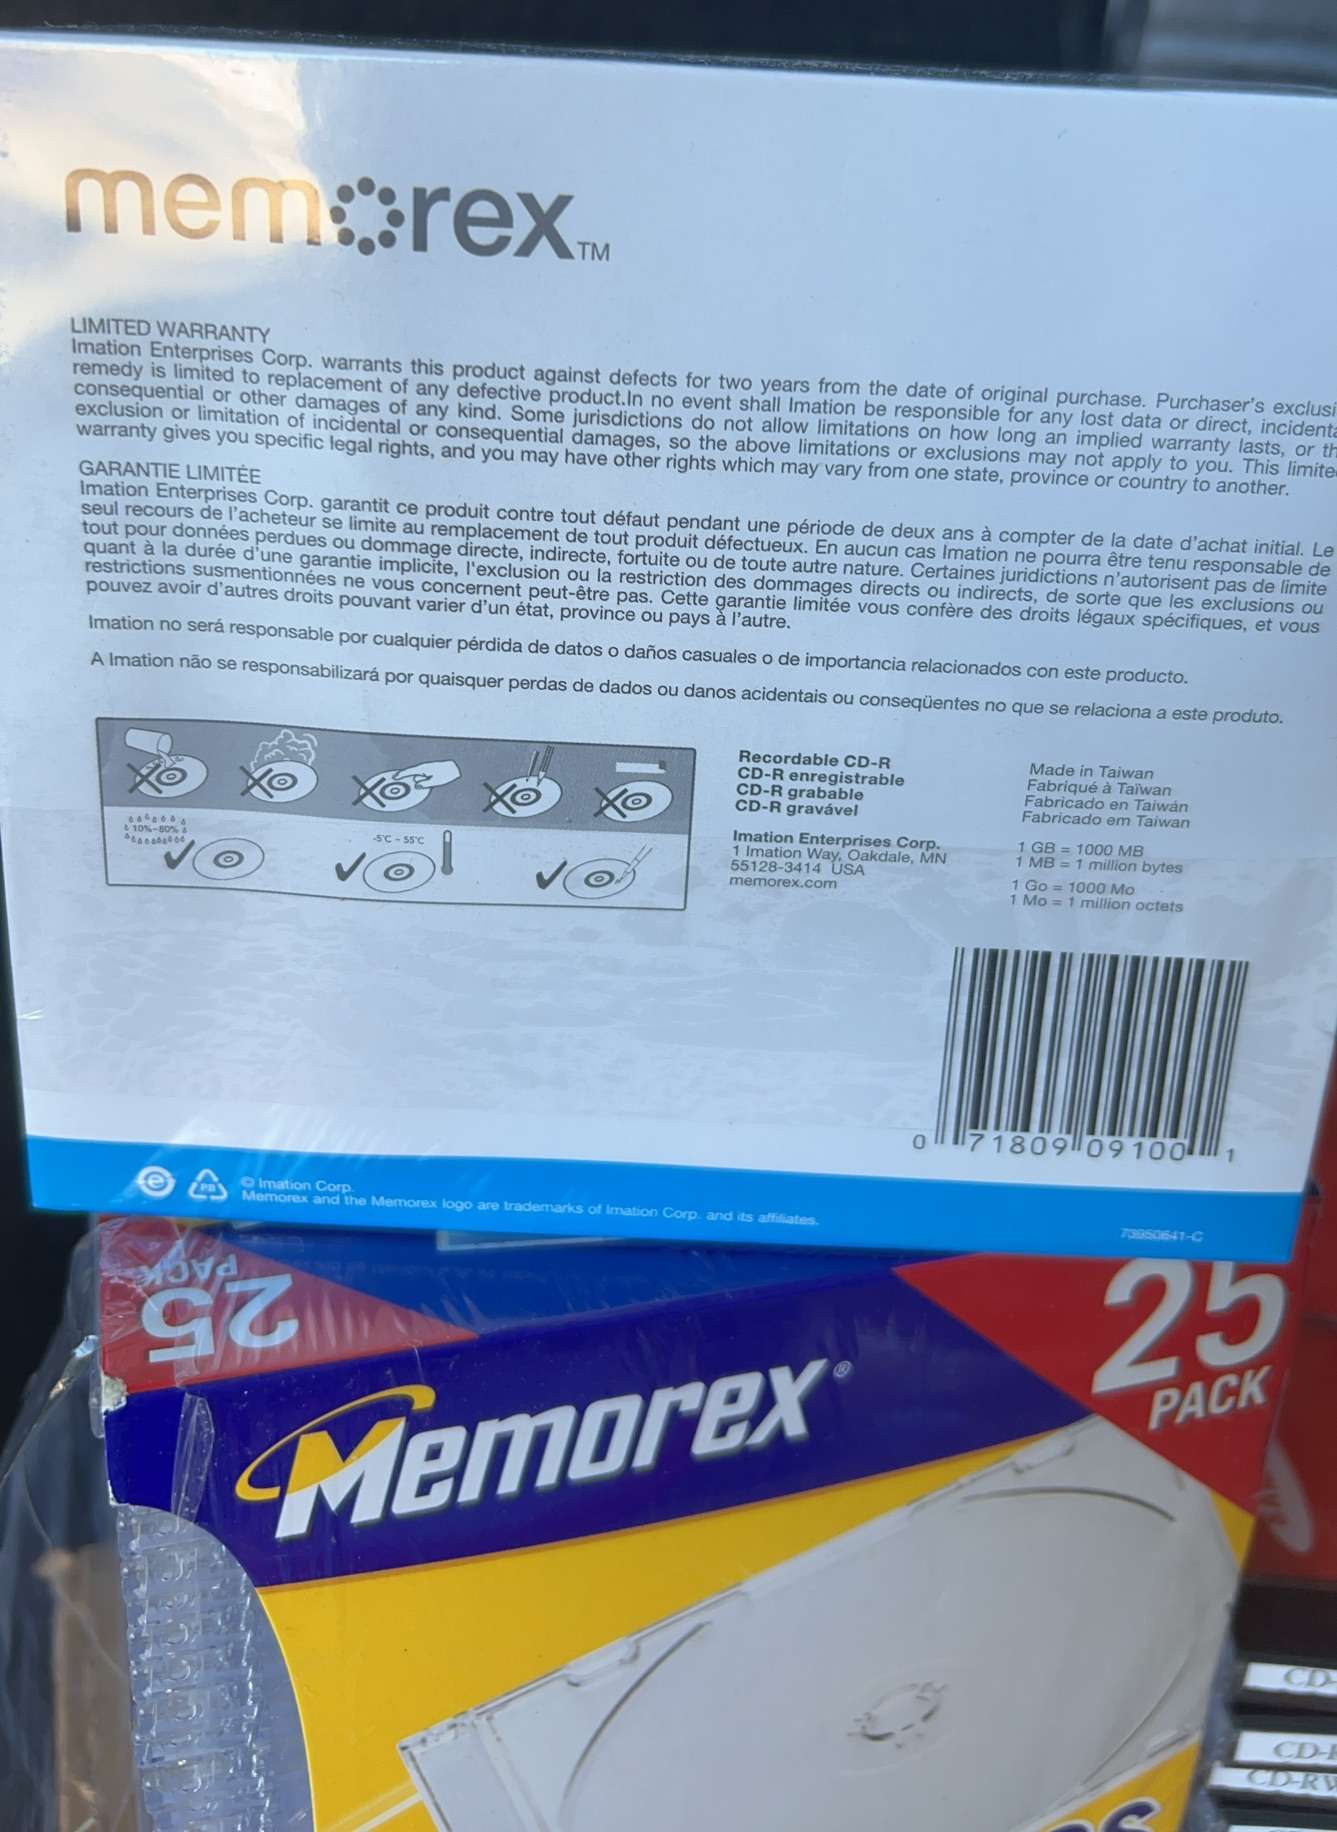 memorex TM
LIMITED WARRANTY
Imation Enterprises Corp. warrants this product against defects for two years from the date of original purchase. Purchaser's exclusi
remedy is limited to replacement of any defective product.In no event shall Imation be responsible for any lost data or direct, incident
consequential or other damages of any kind. Some jurisdictions do not allow limitations on how long an implied warranty lasts, or th
exclusion or limitation of incidental or consequential damages, so the above limitations or exclusions may not apply to you. This limite
warranty gives you specific legal rights, and you may have other rights which may vary from one state, province or country to another.
GARANTIE LIMITÉE
Imation Enterprises Corp. garantit ce produit contre tout défaut pendant une période de deux ans à compter de la date d'achat initial. Le
seul recours de l'acheteur se limite au remplacement de tout produit défectueux. En aucun cas Imation ne pourra être tenu responsable de
tout pour données perdues ou dommage directe, indirecte, fortuite ou de toute autre nature. Certaines juridictions n'autorisent pas de limite
quant à la durée d'une garantie implicite, l'exclusion ou la restriction des dommages directs ou indirects, de sorte que les exclusions ou
restrictions susmentionnées ne vous concernent peut-être pas. Cette garantie limitée vous confère des droits légaux spécifiques, et vous
pouvez avoir d'autres droits pouvant varier d'un état, province ou pays à l'autre.
Imation no será responsable por cualquier pérdida de datos o daños casuales o de importancia relacionados con este producto.
A Imation não se responsabilizará por quaisquer perdas de dados ou danos acidentais ou conseqüentes no que se relaciona a este produto.
10%-80%
-5°C - 55°C
Recordable CD-R
CD-R enregistrable
CD-R grabable
CD-R gravável
Imation Enterprises Corp.
1 Imation Way, Oakdale, MN
55128-3414 USA
memorex.com
Made in Taiwan
Fabriqué à Taïwan
Fabricado en Taiwán
Fabricado em Taiwan
1 GB = 1000 MB
1 MB = 1 million bytes
1 Go = 1000 Mo
1 Mo = 1 million octets
0 71809 09100 1
e PB
© Imation Corp.
Memorex and the Memorex logo are trademarks of Imation Corp. and its affiliates.
73950641-C
25
PACK
Memorex®
25
PACK
CD-
CD-
CD-RW